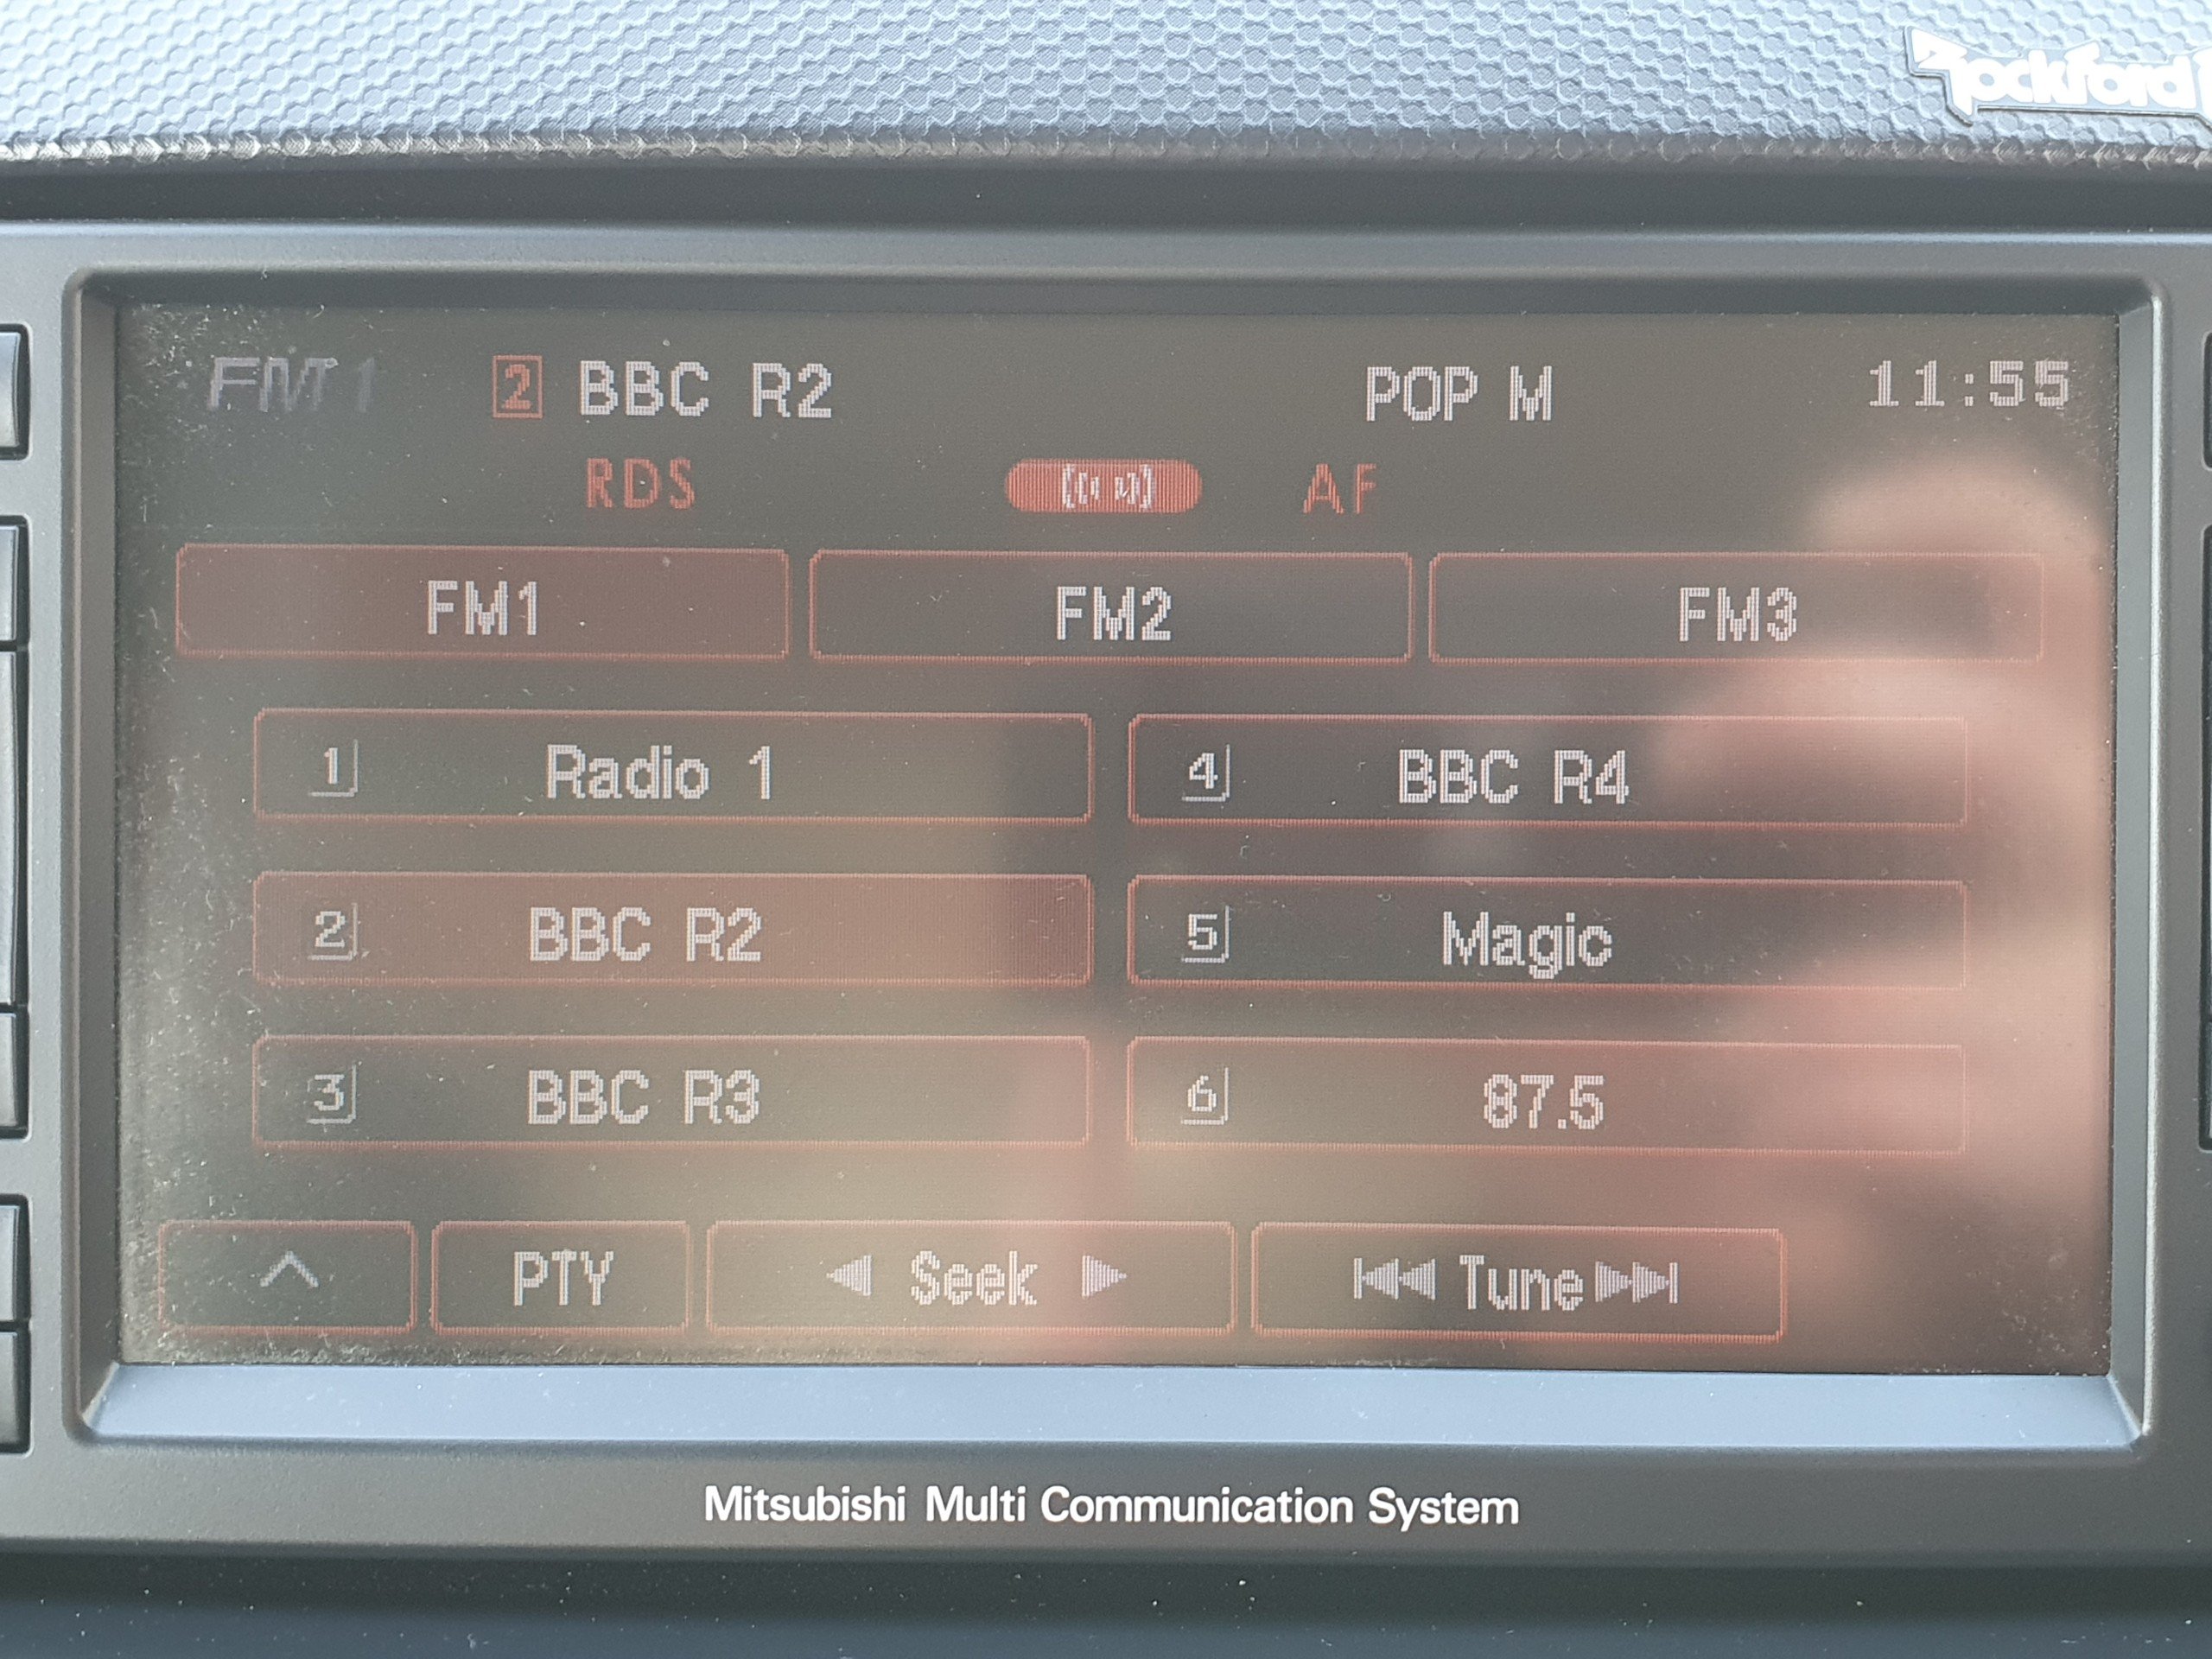 Rockford
FM1 2 BBC R2 POP M 11:55
RDS AF
FM1 FM2 FM3
1 Radio 1 4 BBC R4
2 BBC R2 5 Magic
3 BBC R3 6 87.5
PTY Seek Tune
Mitsubishi Multi Communication System